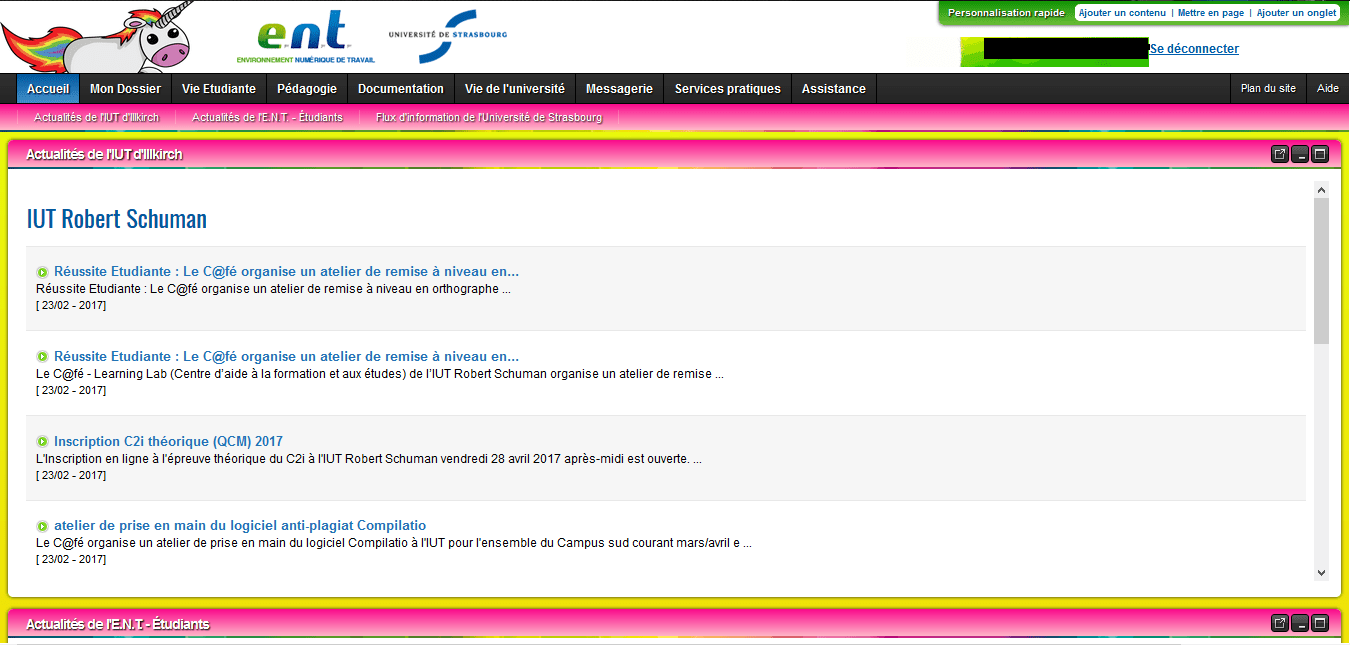 e.n.t.
ENVIRONNEMENT NUMÉRIQUE DE TRAVAIL
UNIVERSITÉ DE STRASBOURG
Personnalisation rapide
Ajouter un contenu | Mettre en page | Ajouter un onglet
Se déconnecter
Accueil
Mon Dossier
Vie Etudiante
Pédagogie
Documentation
Vie de l'université
Messagerie
Services pratiques
Assistance
Plan du site
Aide
Actualités de l'IUT d'Illkirch
Actualités de l'E.N.T. - Étudiants
Flux d'information de l'Université de Strasbourg
Actualités de l'IUT d'Illkirch
IUT Robert Schuman
Réussite Etudiante : Le C@fé organise un atelier de remise à niveau en...
Réussite Etudiante : Le C@fé organise un atelier de remise à niveau en orthographe ...
[ 23/02 - 2017]
Réussite Etudiante : Le C@fé organise un atelier de remise à niveau en...
Le C@fé - Learning Lab (Centre d’aide à la formation et aux études) de l’IUT Robert Schuman organise un atelier de remise ...
[ 23/02 - 2017]
Inscription C2i théorique (QCM) 2017
L'Inscription en ligne à l'épreuve théorique du C2i à l'IUT Robert Schuman vendredi 28 avril 2017 après-midi est ouverte. ...
[ 23/02 - 2017]
atelier de prise en main du logiciel anti-plagiat Compilatio
Le C@fé organise un atelier de prise en main du logiciel Compilatio à l'IUT pour l'ensemble du Campus sud courant mars/avril e ...
[ 23/02 - 2017]
Actualités de l'E.N.T - Étudiants